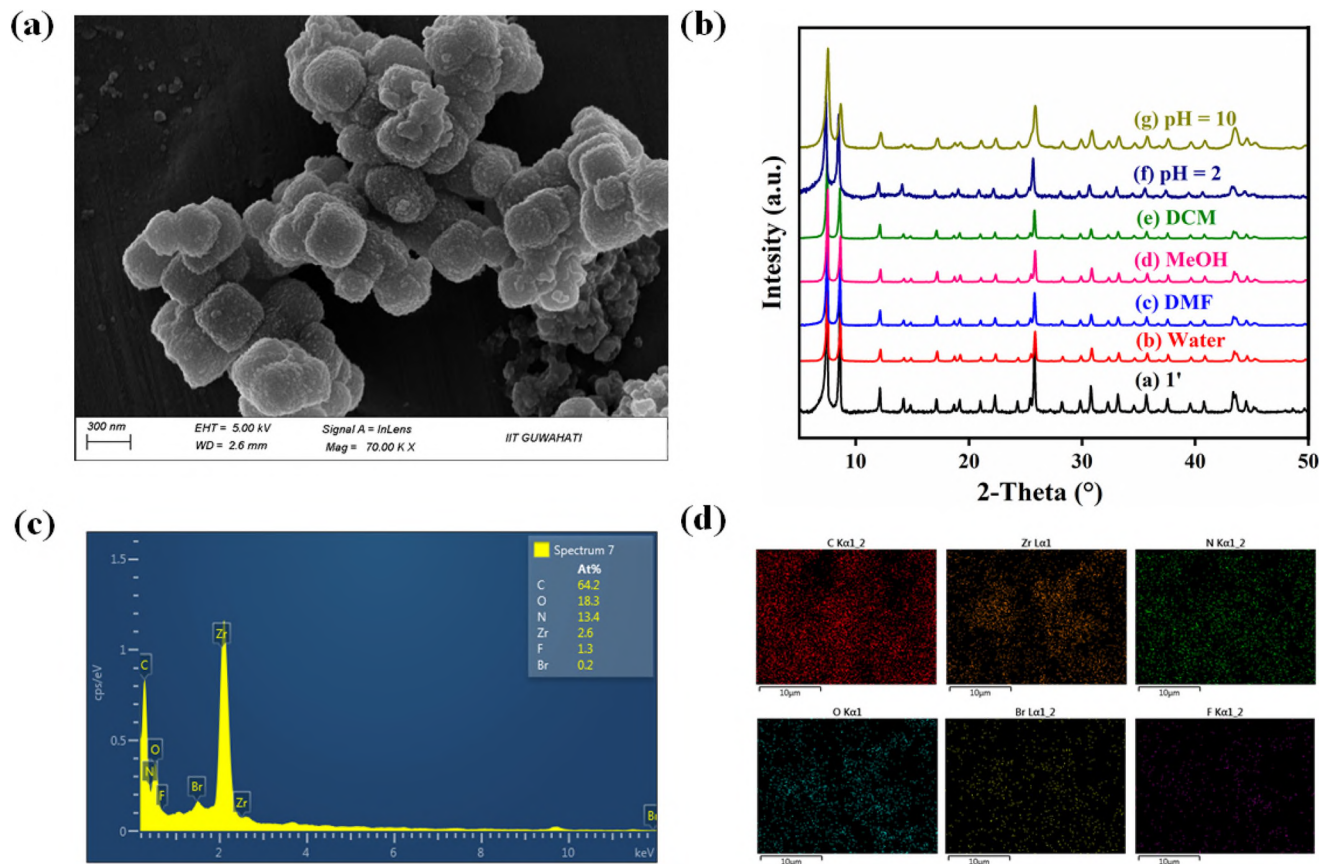 (a)
300 nm
EHT = 5.00 kV
WD = 2.6 mm
Signal A = InLens
Mag = 70.00 K X
IIT GUWAHATI
(b)
Intesity (a.u.)
(g) pH = 10
(f) pH = 2
(e) DCM
(d) MeOH
(c) DMF
(b) Water
(a) 1'
10 20 30 40 50
2-Theta (°)
(c)
cps/eV
1.5
1
0.5
0
C
N
O
F
Br
Zr
Zr
Br
2 4 6 8 10 keV
Spectrum 7
At%
C 64.2
O 18.3
N 13.4
Zr 2.6
F 1.3
Br 0.2
(d)
C Kα1_2
10µm
Zr Lα1
10µm
N Kα1_2
10µm
O Kα1
10µm
Br Lα1_2
10µm
F Kα1_2
10µm